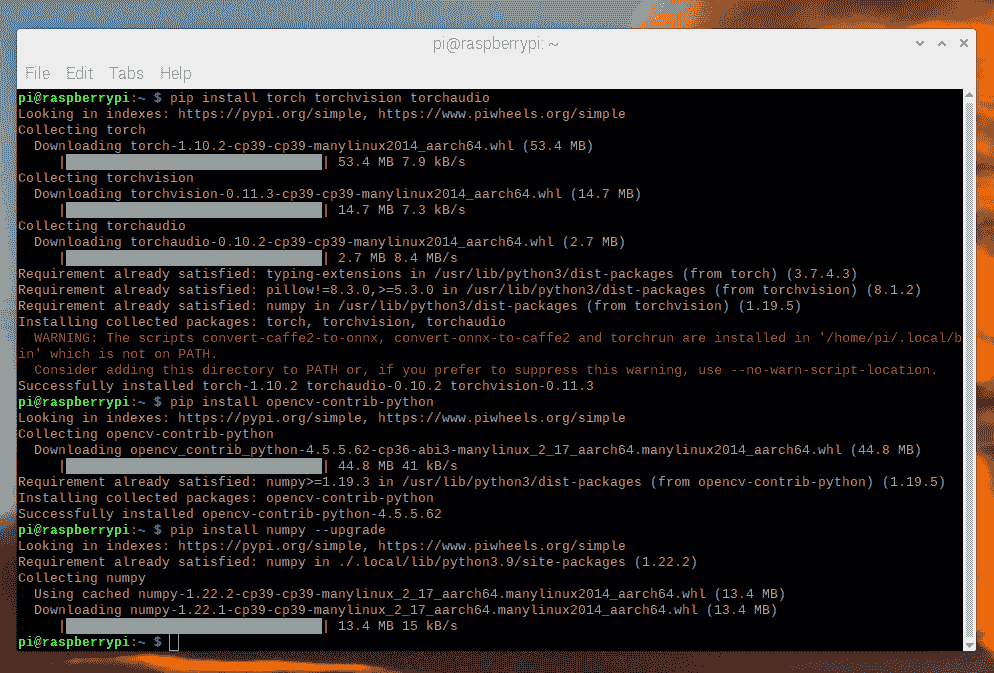 pi@raspberrypi: ~
File Edit Tabs Help
pi@raspberrypi:~ $ pip install torch torchvision torchaudio
Looking in indexes: https://pypi.org/simple, https://www.piwheels.org/simple
Collecting torch
  Downloading torch-1.10.2-cp39-cp39-manylinux2014_aarch64.whl (53.4 MB)
     || 53.4 MB 7.9 kB/s
Collecting torchvision
  Downloading torchvision-0.11.3-cp39-cp39-manylinux2014_aarch64.whl (14.7 MB)
     || 14.7 MB 7.3 kB/s
Collecting torchaudio
  Downloading torchaudio-0.10.2-cp39-cp39-manylinux2014_aarch64.whl (2.7 MB)
     || 2.7 MB 8.4 MB/s
Requirement already satisfied: typing-extensions in /usr/lib/python3/dist-packages (from torch) (3.7.4.3)
Requirement already satisfied: pillow!=8.3.0,>=5.3.0 in /usr/lib/python3/dist-packages (from torchvision) (8.1.2)
Requirement already satisfied: numpy in /usr/lib/python3/dist-packages (from torchvision) (1.19.5)
Installing collected packages: torch, torchvision, torchaudio
  WARNING: The scripts convert-caffe2-to-onnx, convert-onnx-to-caffe2 and torchrun are installed in '/home/pi/.local/b
in' which is not on PATH.
  Consider adding this directory to PATH or, if you prefer to suppress this warning, use --no-warn-script-location.
Successfully installed torch-1.10.2 torchaudio-0.10.2 torchvision-0.11.3
pi@raspberrypi:~ $ pip install opencv-contrib-python
Looking in indexes: https://pypi.org/simple, https://www.piwheels.org/simple
Collecting opencv-contrib-python
  Downloading opencv_contrib_python-4.5.5.62-cp36-abi3-manylinux_2_17_aarch64.manylinux2014_aarch64.whl (44.8 MB)
     || 44.8 MB 41 kB/s
Requirement already satisfied: numpy>=1.19.3 in /usr/lib/python3/dist-packages (from opencv-contrib-python) (1.19.5)
Installing collected packages: opencv-contrib-python
Successfully installed opencv-contrib-python-4.5.5.62
pi@raspberrypi:~ $ pip install numpy --upgrade
Looking in indexes: https://pypi.org/simple, https://www.piwheels.org/simple
Requirement already satisfied: numpy in ./.local/lib/python3.9/site-packages (1.22.2)
Collecting numpy
  Using cached numpy-1.22.2-cp39-cp39-manylinux_2_17_aarch64.manylinux2014_aarch64.whl (13.4 MB)
  Downloading numpy-1.22.1-cp39-cp39-manylinux_2_17_aarch64.manylinux2014_aarch64.whl (13.4 MB)
     || 13.4 MB 15 kB/s
pi@raspberrypi:~ $